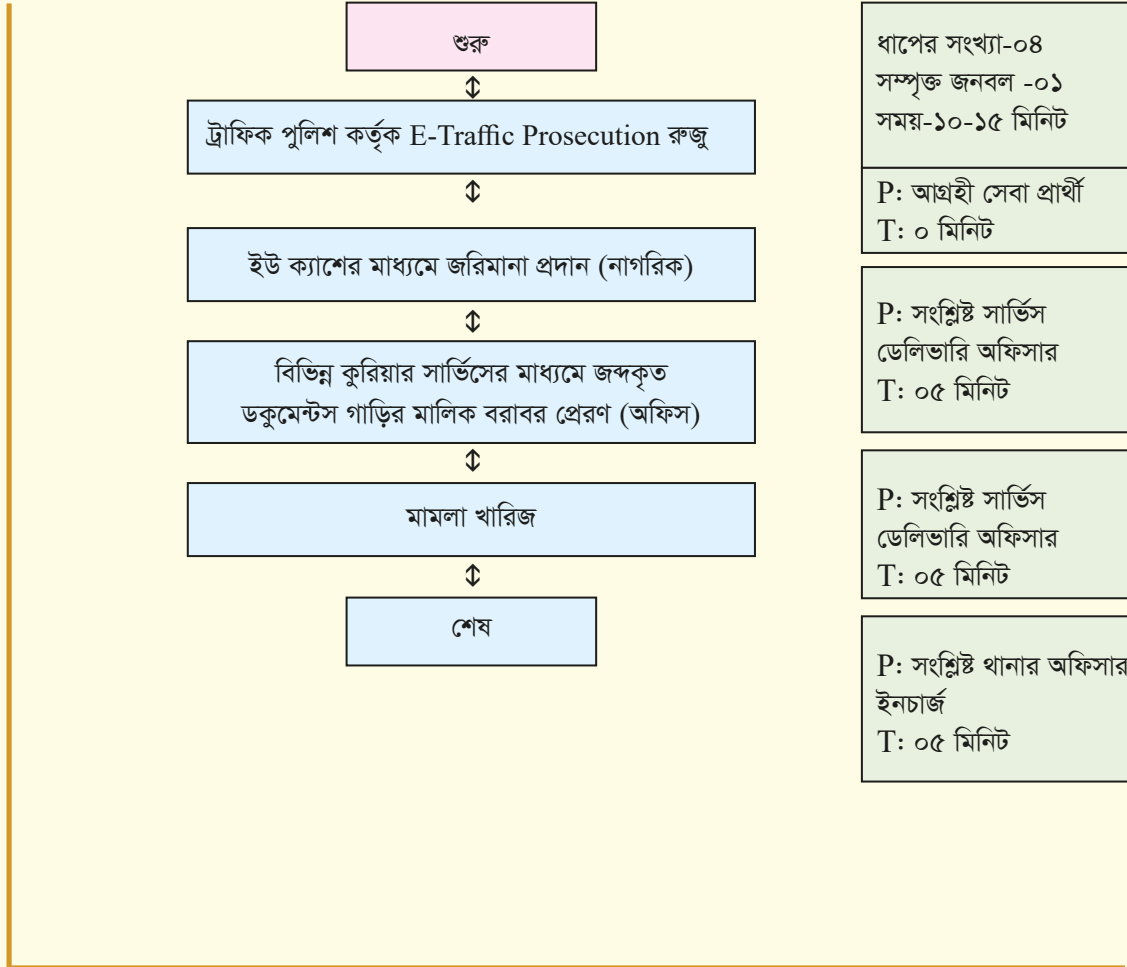 শুরু
ট্রাফিক পুলিশ কর্তৃক E-Traffic Prosecution রুজু
ইউ ক্যাশের মাধ্যমে জরিমানা প্রদান (নাগরিক)
বিভিন্ন কুরিয়ার সার্ভিসের মাধ্যমে জব্দকৃত
ডকুমেন্টস গাড়ির মালিক বরাবর প্রেরণ (অফিস)
মামলা খারিজ
শেষ
ধাপের সংখ্যা-০৪
সম্পৃক্ত জনবল -০১
সময়-১০-১৫ মিনিট
P: আগ্রহী সেবা প্রার্থী
T: ০ মিনিট
P: সংশ্লিষ্ট সার্ভিস
ডেলিভারি অফিসার
T: ০৫ মিনিট
P: সংশ্লিষ্ট সার্ভিস
ডেলিভারি অফিসার
T: ০৫ মিনিট
P: সংশ্লিষ্ট থানার অফিসার
ইনচার্জ
T: ০৫ মিনিট